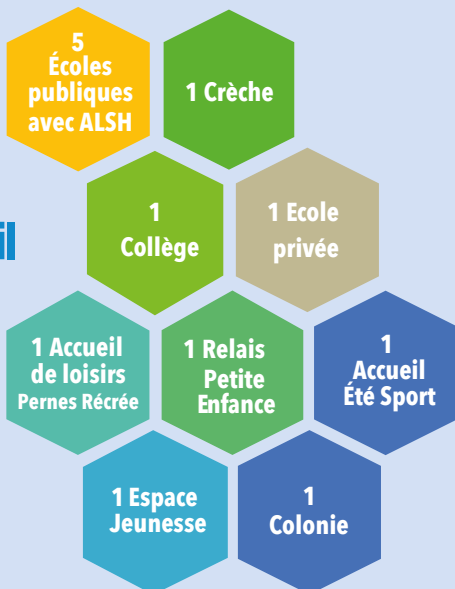 5
Écoles
publiques
avec ALSH
1 Crèche
1
Collège
1 Ecole
privée
il
1 Accueil
de loisirs
Pernes Récrée
1 Relais
Petite
Enfance
1
Accueil
Été Sport
1 Espace
Jeunesse
1
Colonie